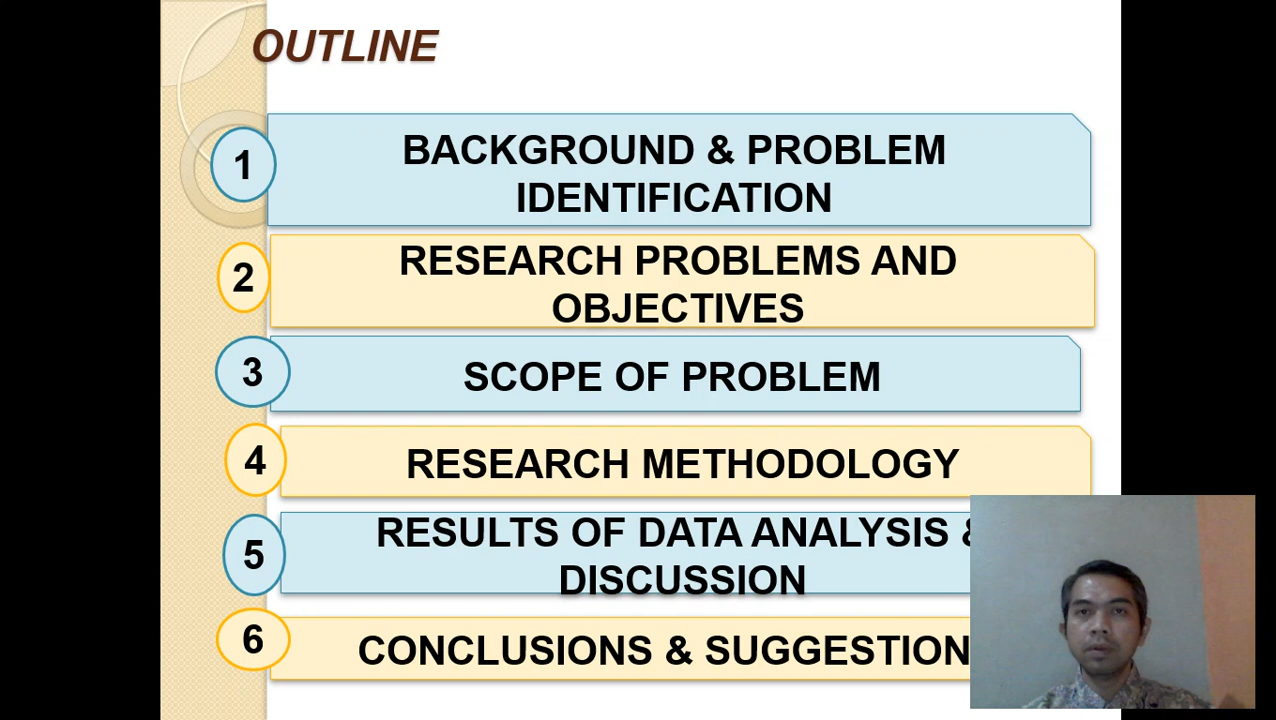 OUTLINE
1
BACKGROUND & PROBLEM
IDENTIFICATION
2
RESEARCH PROBLEMS AND
OBJECTIVES
3
SCOPE OF PROBLEM
4
RESEARCH METHODOLOGY
5
RESULTS OF DATA ANALYSIS &
DISCUSSION
6
CONCLUSIONS & SUGGESTION